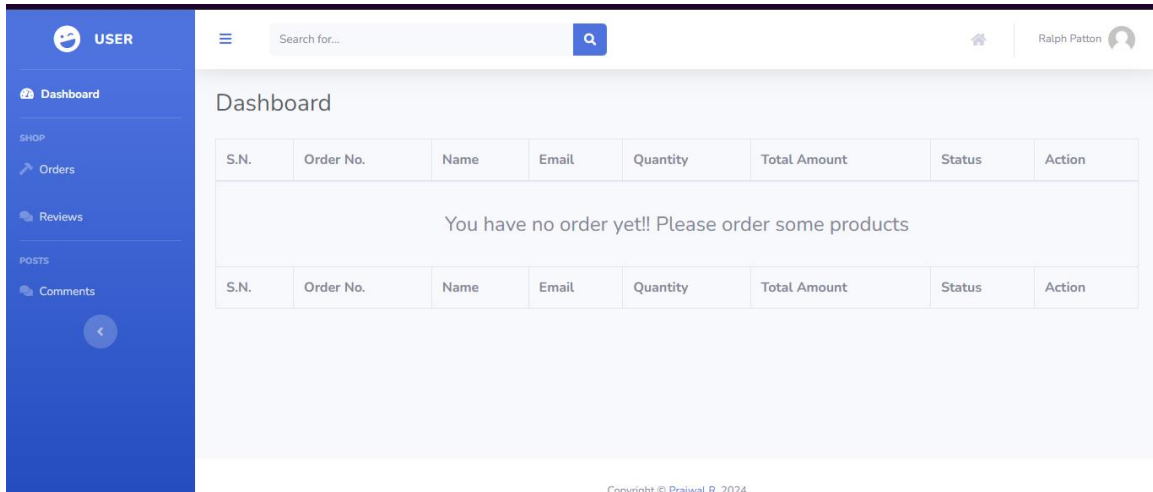 USER
Search for...
Ralph Patton
Dashboard
SHOP
Orders
Reviews
POSTS
Comments
Dashboard
S.N. Order No. Name Email Quantity Total Amount Status Action
You have no order yet!! Please order some products
S.N. Order No. Name Email Quantity Total Amount Status Action
Copyright © Prajwal R. 2024